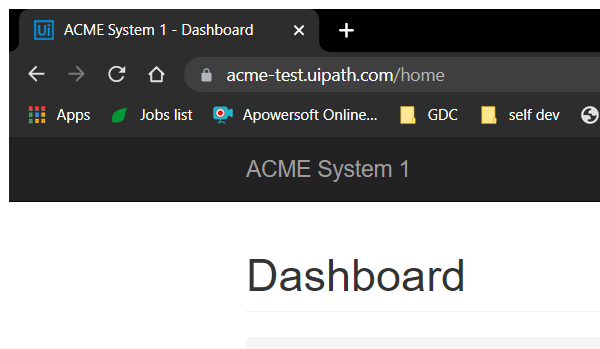 Ui ACME System 1 - Dashboard
acme-test.uipath.com/home
Apps Jobs list Apowersoft Online... GDC self dev
ACME System 1
Dashboard